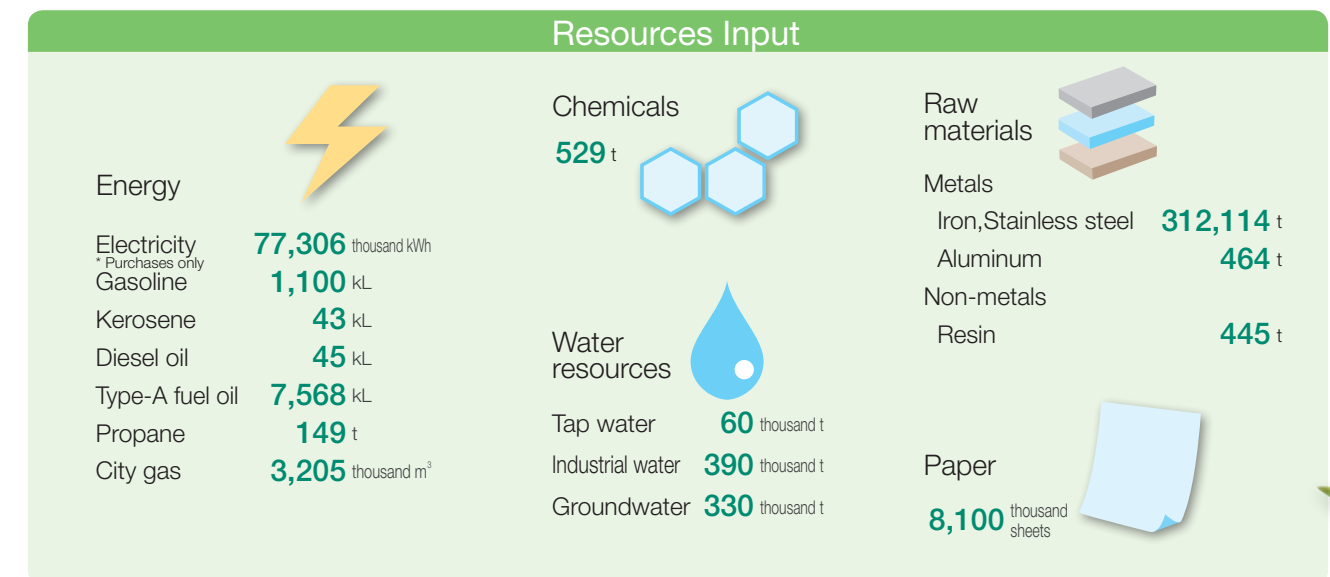 Resources Input
Energy
Electricity 77,306 thousand kWh
* Purchases only
Gasoline 1,100 kL
Kerosene 43 kL
Diesel oil 45 kL
Type-A fuel oil 7,568 kL
Propane 149 t
City gas 3,205 thousand m³
Chemicals
529 t
Water
resources
Tap water 60 thousand t
Industrial water 390 thousand t
Groundwater 330 thousand t
Raw
materials
Metals
Iron,Stainless steel 312,114 t
Aluminum 464 t
Non-metals
Resin 445 t
Paper
8,100 thousand
sheets